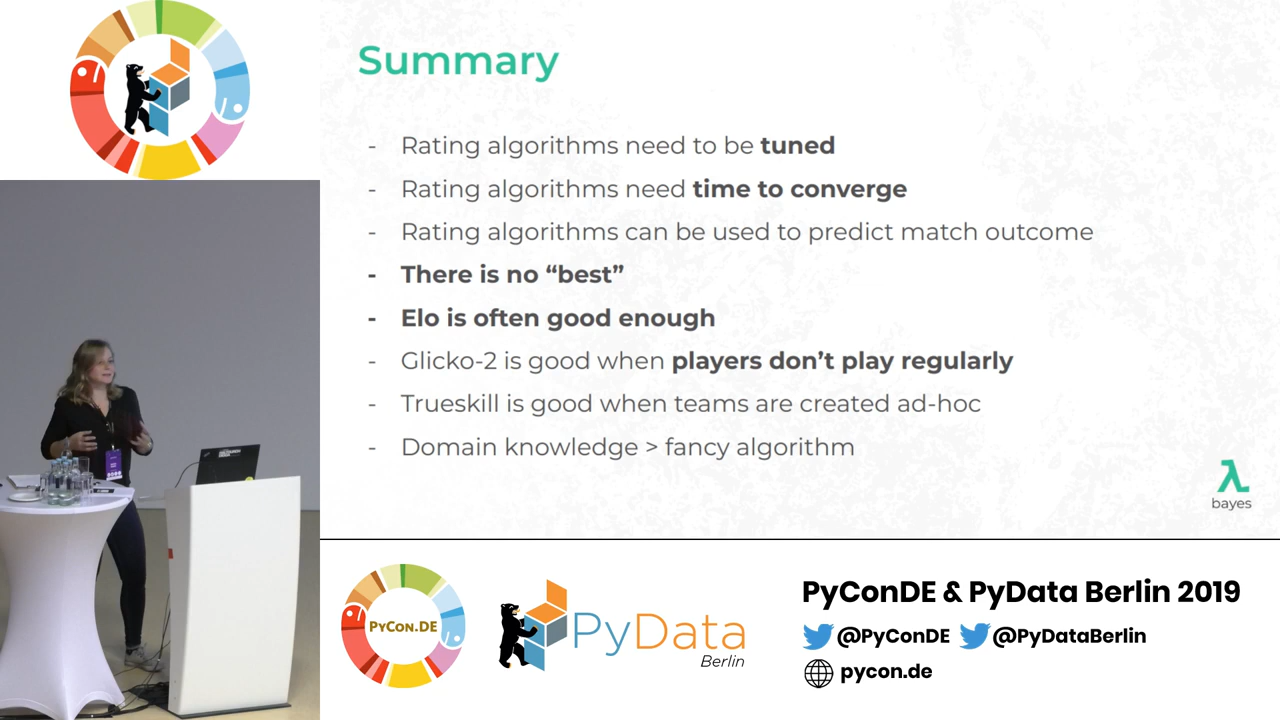 Summary
- Rating algorithms need to be tuned
- Rating algorithms need time to converge
- Rating algorithms can be used to predict match outcome
- There is no “best”
- Elo is often good enough
- Glicko-2 is good when players don’t play regularly
- Trueskill is good when teams are created ad-hoc
- Domain knowledge > fancy algorithm
λ
bayes
PYCON.DE
PyData
Berlin
PyConDE & PyData Berlin 2019
@PyConDE @PyDataBerlin
pycon.de